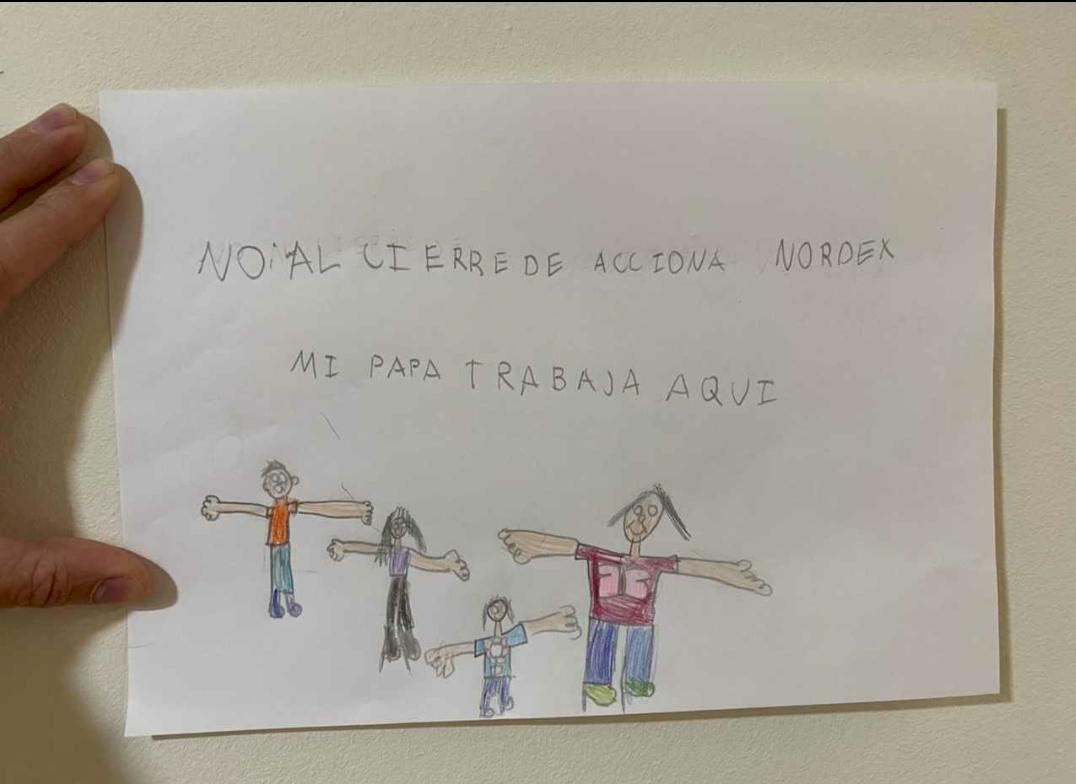 NO AL CIERRE DE ACCIONA NORDEX
MI PAPA TRABAJA AQUI